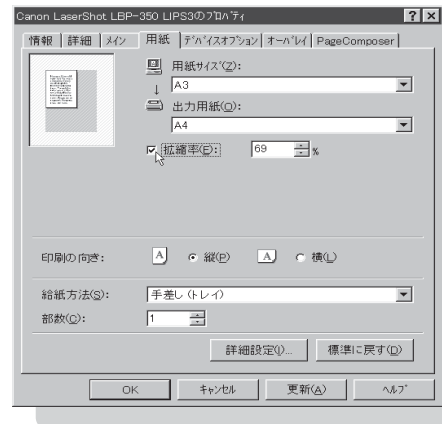 Canon LaserShot LBP-350 LIPS3のﾌﾟﾛﾊﾟﾃｨ
情報 詳細 ﾒｲﾝ 用紙 ﾃﾞﾊﾞｲｽｵﾌﾟｼｮﾝ ｵｰﾊﾞﾚｲ PageComposer
用紙ｻｲｽﾞ(Z):
A3
出力用紙(O):
A4
拡縮率(E): 69 %
印刷の向き: A 縦(P) A 横(L)
給紙方法(S): 手差し (ﾄﾚｲ)
部数(C): 1
詳細設定(I)... 標準に戻す(D)
OK ｷｬﾝｾﾙ 更新(A) ﾍﾙﾌﾟ